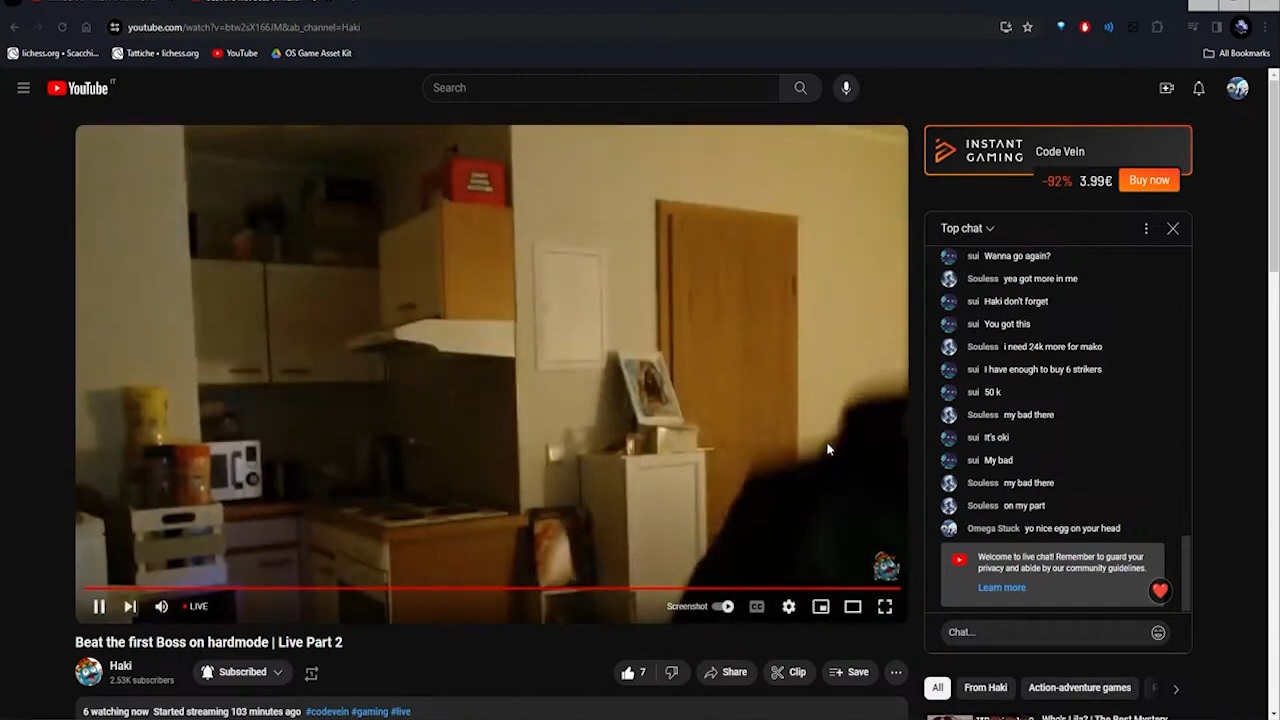 youtube.com/watch?v=btw2sX166JM&ab_channel=Haki
lichess.org • Scacchi...
Tattiche • lichess.org
YouTube
OS Game Asset Kit
All Bookmarks
YouTube IT
Search
INSTANT GAMING
Code Vein
-92% 3.99€ Buy now
Top chat
sui Wanna go again?
Souless yea got more in me
sui Haki don't forget
sui You got this
Souless i need 24k more for mako
sui I have enough to buy 6 strikers
sui 50 k
Souless my bad there
sui It's oki
sui My bad
Souless my bad there
Souless on my part
Omega Stuck yo nice egg on your head
Welcome to live chat! Remember to guard your
privacy and abide by our community guidelines.
Learn more
Chat...
LIVE
Screenshot
CC
Beat the first Boss on hardmode | Live Part 2
Haki
2.53K subscribers
Subscribed
7
Share
Clip
Save
All
From Haki
Action-adventure games
6 watching now Started streaming 103 minutes ago #codevein #gaming #live
Who's Lila? | The Best Mystery